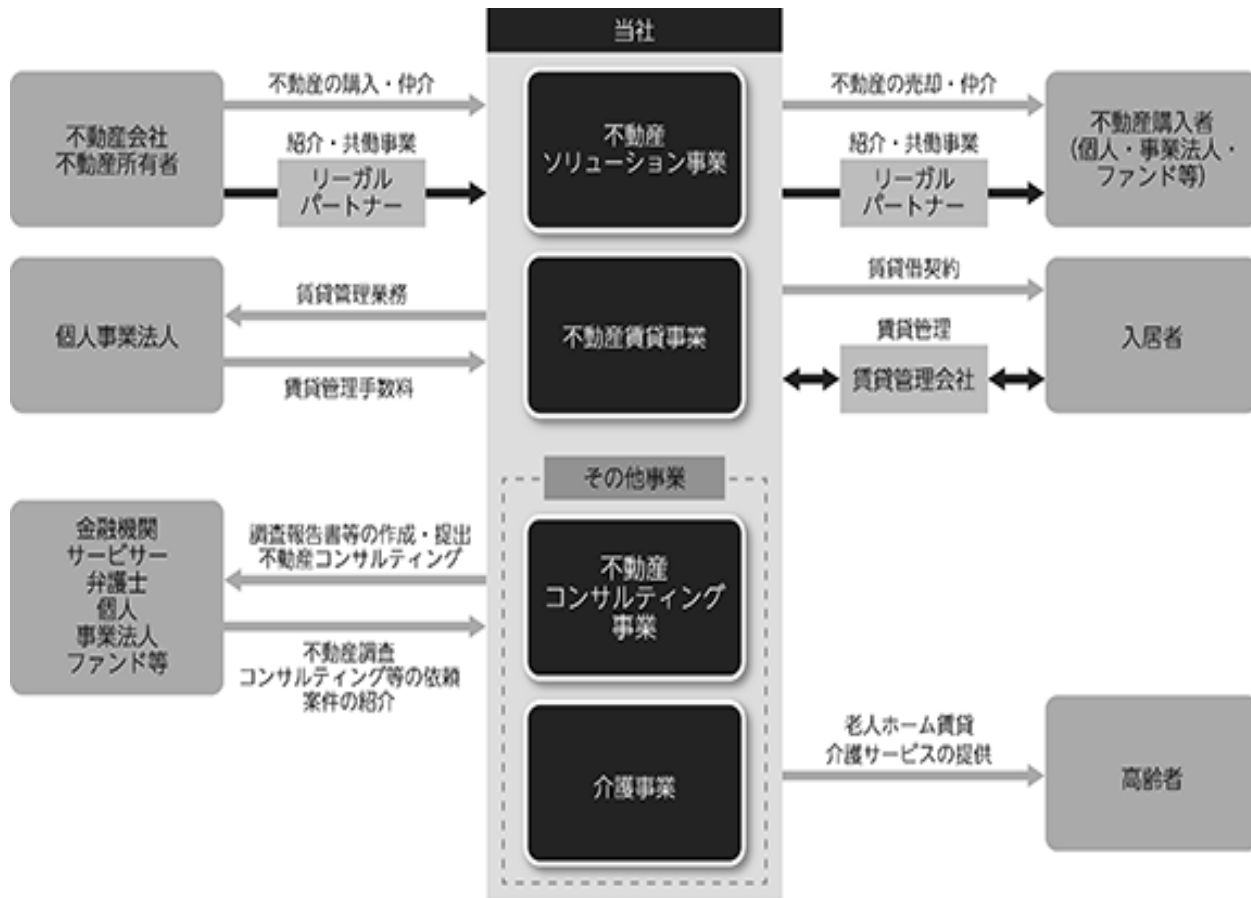 当社
不動産会社
不動産所有者
不動産の購入・仲介
紹介・共働事業
リーガル
パートナー
不動産
ソリューション事業
不動産の売却・仲介
紹介・共働事業
リーガル
パートナー
不動産購入者
(個人・事業法人・
ファンド等)
個人事業法人
賃貸管理業務
賃貸管理手数料
不動産賃貸事業
賃貸借契約
賃貸管理
賃貸管理会社
入居者
その他事業
金融機関
サービサー
弁護士
個人
事業法人
ファンド等
調査報告書等の作成・提出
不動産コンサルティング
不動産調査
コンサルティング等の依頼
案件の紹介
不動産
コンサルティング
事業
介護事業
老人ホーム賃貸
介護サービスの提供
高齢者